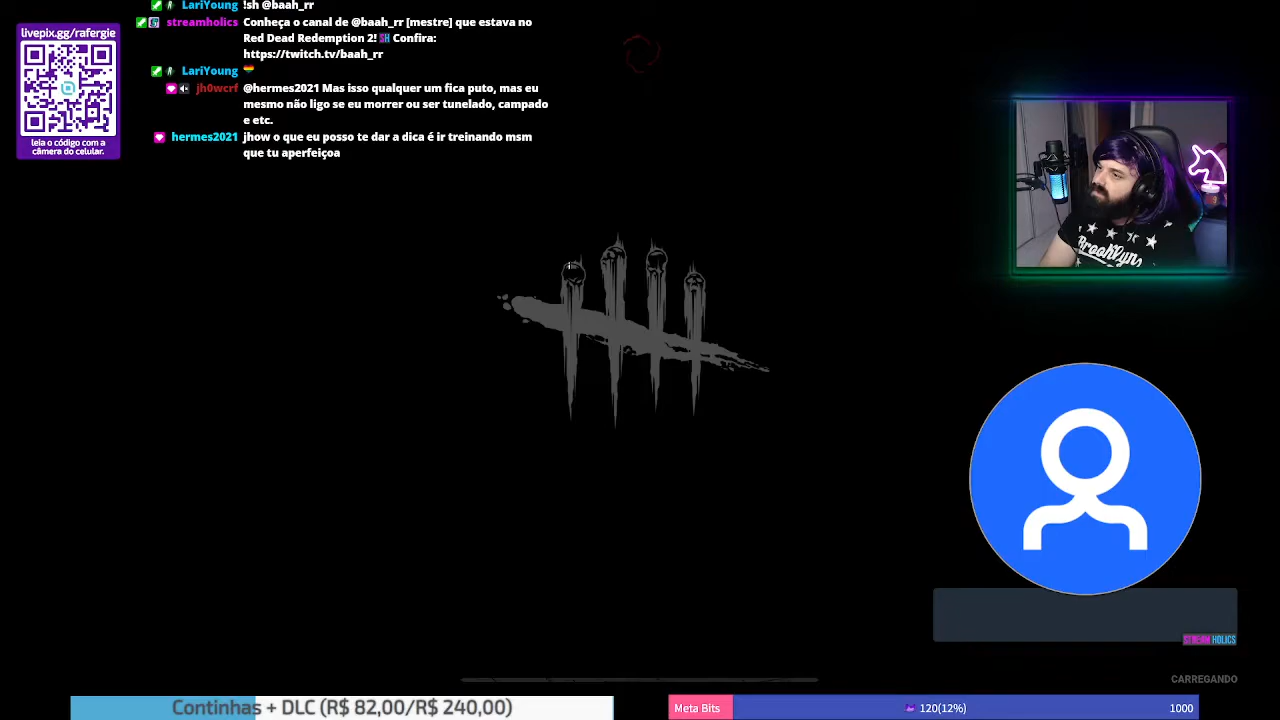 LariYoung !sh @baah_rr
streamholics Conheça o canal de @baah_rr [mestre] que estava no
Red Dead Redemption 2! SH Confira:
https://twitch.tv/baah_rr
LariYoung
jh0wcrf @hermes2021 Mas isso qualquer um fica puto, mas eu
mesmo não ligo se eu morrer ou ser tunelado, campado
e etc.
hermes2021 jhow o que eu posso te dar a dica é ir treinando msm
que tu aperfeiçoa
livepix.gg/rafergie
leia o código com a
câmera do celular.
Brooklyn
STREAM HOLICS
CARREGANDO
Continhas + DLC (R$ 82,00/R$ 240,00)
Meta Bits 120(12%) 1000